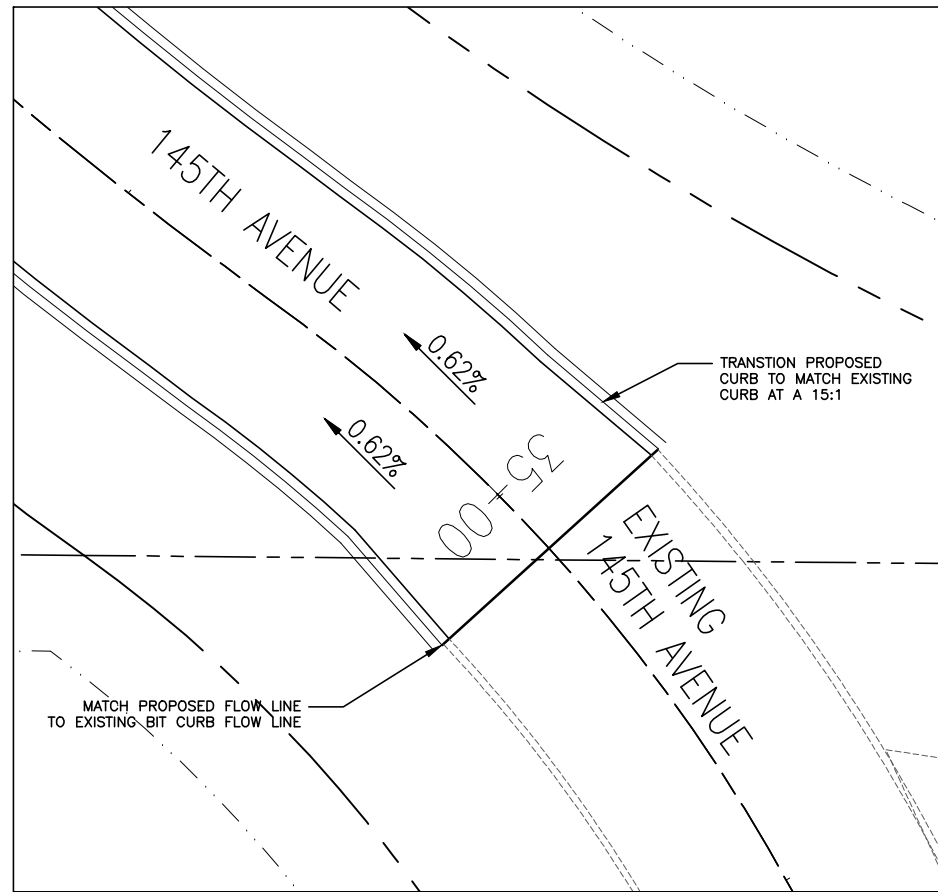 145TH AVENUE
0.62%
TRANSTION PROPOSED
CURB TO MATCH EXISTING
CURB AT A 15:1
0.62%
35+00
EXISTING
145TH AVENUE
MATCH PROPOSED FLOW LINE
TO EXISTING BIT CURB FLOW LINE